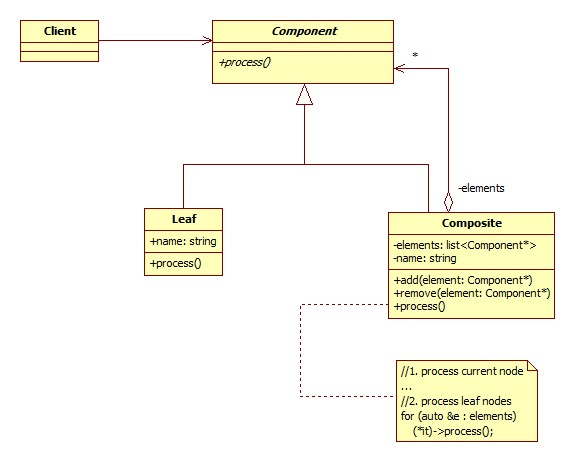 Client
Component
+process()
*
-elements
Leaf
+name: string
+process()
Composite
-elements: list<Component*>
-name: string
+add(element: Component*)
+remove(element: Component*)
+process()
//1. process current node
...
//2. process leaf nodes
for (auto &e : elements)
(*it)->process();